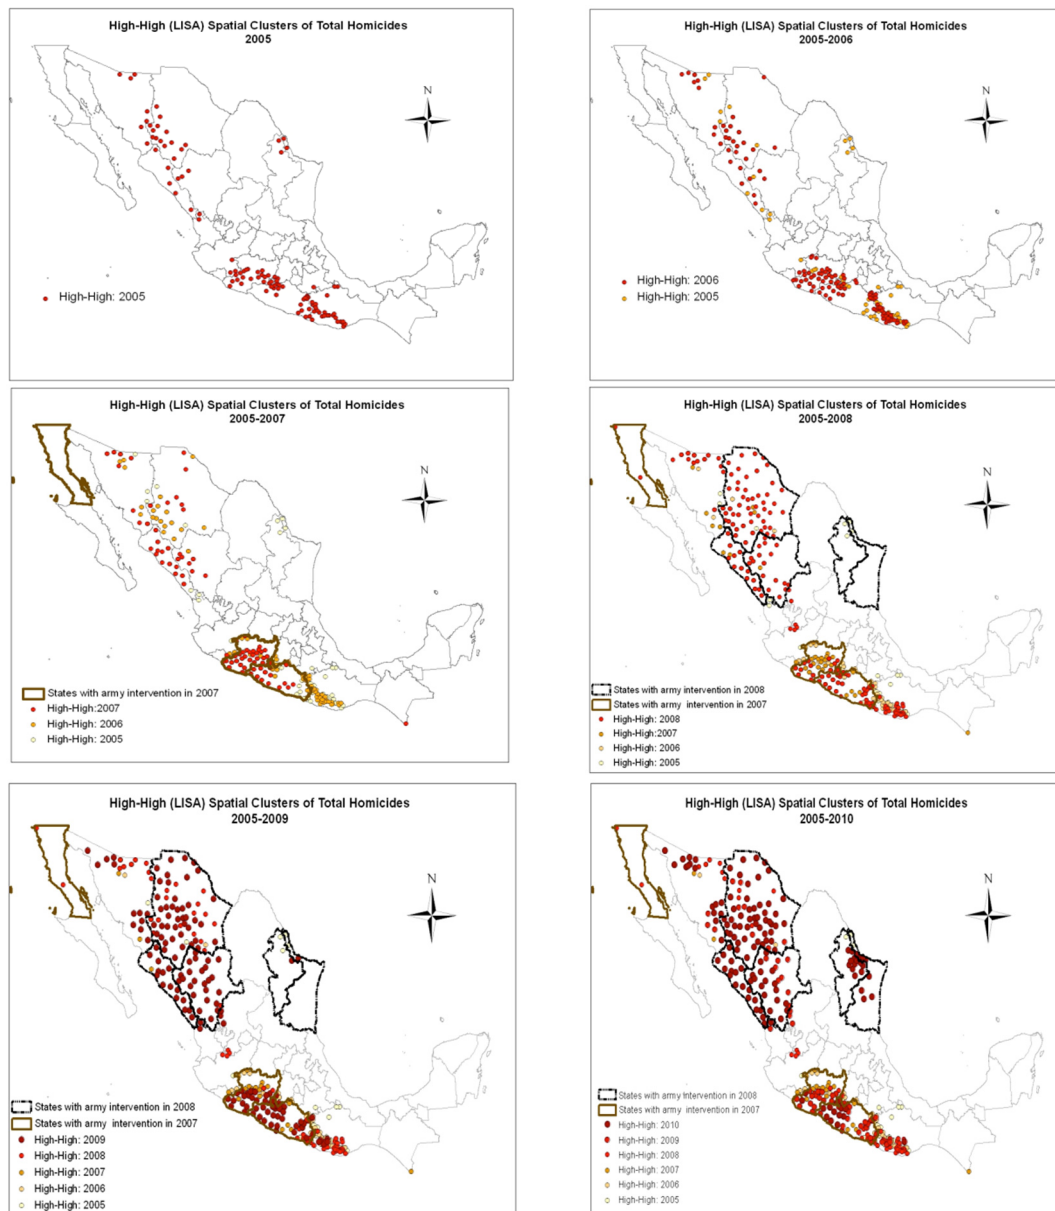 High-High (LISA) Spatial Clusters of Total Homicides
2005
N
High-High: 2005
High-High (LISA) Spatial Clusters of Total Homicides
2005-2006
N
High-High: 2006
High-High: 2005
High-High (LISA) Spatial Clusters of Total Homicides
2005-2007
N
States with army intervention in 2007
High-High:2007
High-High: 2006
High-High: 2005
High-High (LISA) Spatial Clusters of Total Homicides
2005-2008
N
States with army intervention in 2008
States with army intervention in 2007
High-High: 2008
High-High:2007
High-High: 2006
High-High: 2005
High-High (LISA) Spatial Clusters of Total Homicides
2005-2009
N
States with army intervention in 2008
States with army intervention in 2007
High-High: 2009
High-High: 2008
High-High: 2007
High-High: 2006
High-High: 2005
High-High (LISA) Spatial Clusters of Total Homicides
2005-2010
N
States with army intervention in 2008
States with army intervention in 2007
High-High: 2010
High-High: 2009
High-High: 2008
High-High: 2007
High-High: 2006
High-High: 2005